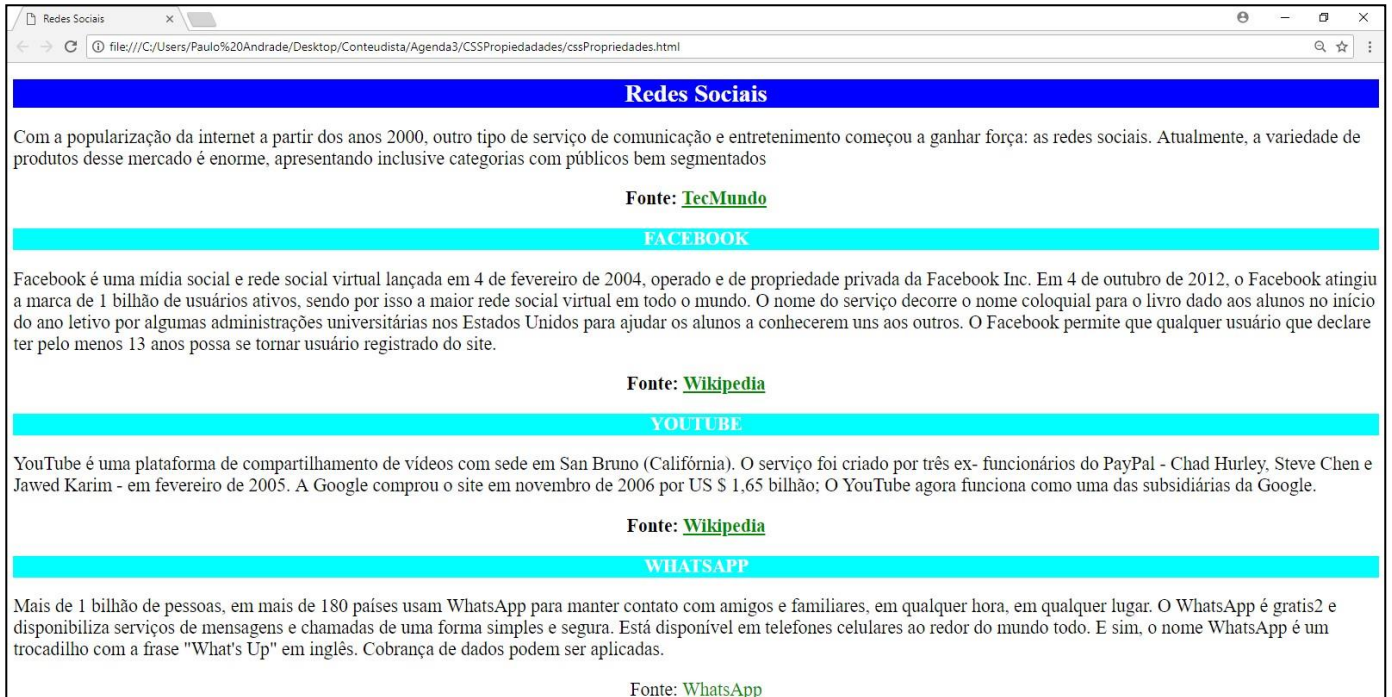 Redes Sociais
file:///C:/Users/Paulo%20Andrade/Desktop/Conteudista/Agenda3/CSSPropiedadades/cssPropriedades.html
Redes Sociais
Com a popularização da internet a partir dos anos 2000, outro tipo de serviço de comunicação e entretenimento começou a ganhar força: as redes sociais. Atualmente, a variedade de
produtos desse mercado é enorme, apresentando inclusive categorias com públicos bem segmentados
Fonte: TecMundo
FACEBOOK
Facebook é uma mídia social e rede social virtual lançada em 4 de fevereiro de 2004, operado e de propriedade privada da Facebook Inc. Em 4 de outubro de 2012, o Facebook atingiu
a marca de 1 bilhão de usuários ativos, sendo por isso a maior rede social virtual em todo o mundo. O nome do serviço decorre o nome coloquial para o livro dado aos alunos no início
do ano letivo por algumas administrações universitárias nos Estados Unidos para ajudar os alunos a conhecerem uns aos outros. O Facebook permite que qualquer usuário que declare
ter pelo menos 13 anos possa se tornar usuário registrado do site.
Fonte: Wikipedia
YOUTUBE
YouTube é uma plataforma de compartilhamento de vídeos com sede em San Bruno (Califórnia). O serviço foi criado por três ex- funcionários do PayPal - Chad Hurley, Steve Chen e
Jawed Karim - em fevereiro de 2005. A Google comprou o site em novembro de 2006 por US $ 1,65 bilhão; O YouTube agora funciona como uma das subsidiárias da Google.
Fonte: Wikipedia
WHATSAPP
Mais de 1 bilhão de pessoas, em mais de 180 países usam WhatsApp para manter contato com amigos e familiares, em qualquer hora, em qualquer lugar. O WhatsApp é gratis2 e
disponibiliza serviços de mensagens e chamadas de uma forma simples e segura. Está disponível em telefones celulares ao redor do mundo todo. E sim, o nome WhatsApp é um
trocadilho com a frase "What's Up" em inglês. Cobrança de dados podem ser aplicadas.
Fonte: WhatsApp